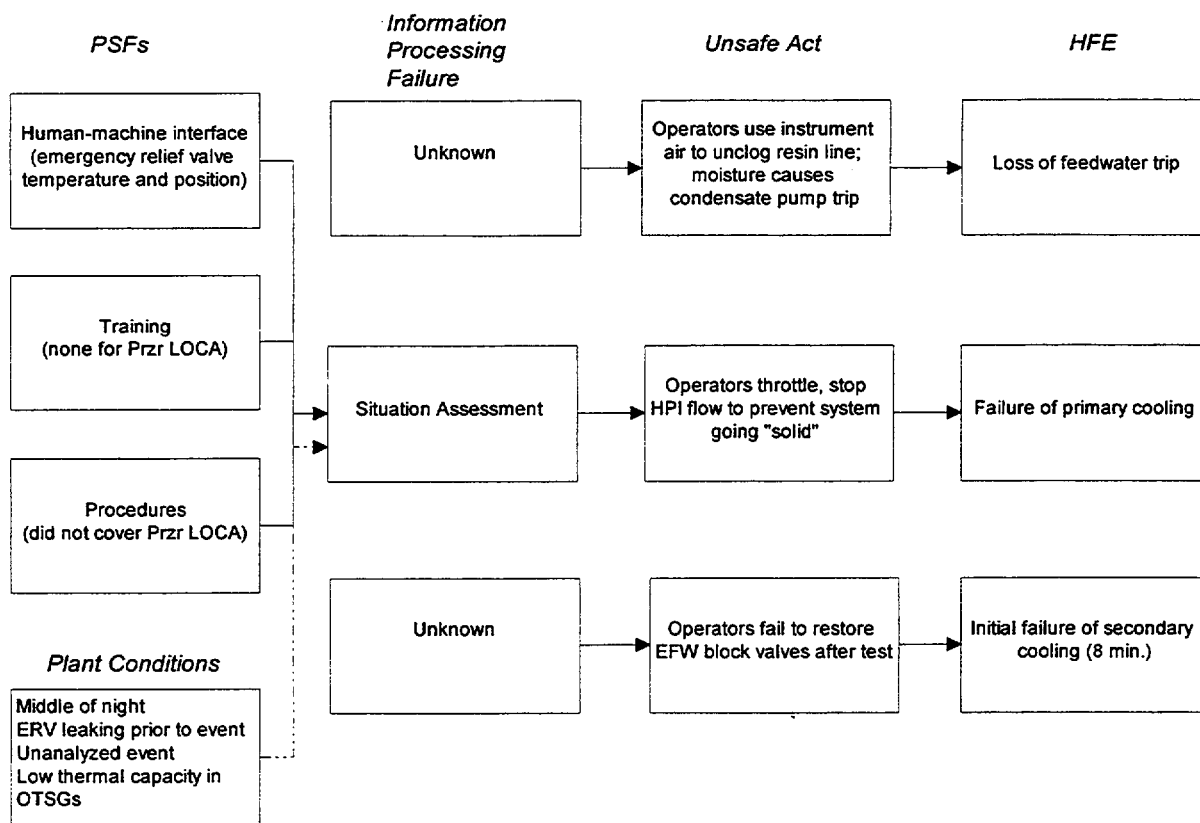 PSFs
Information
Processing
Failure
Unsafe Act
HFE
Human-machine interface
(emergency relief valve
temperature and position)
Unknown
Operators use instrument
air to unclog resin line;
moisture causes
condensate pump trip
Loss of feedwater trip
Training
(none for Przr LOCA)
Situation Assessment
Operators throttle, stop
HPI flow to prevent system
going "solid"
Failure of primary cooling
Procedures
(did not cover Przr LOCA)
Unknown
Operators fail to restore
EFW block valves after test
Initial failure of secondary
cooling (8 min.)
Plant Conditions
Middle of night
ERV leaking prior to event
Unanalyzed event
Low thermal capacity in
OTSGs